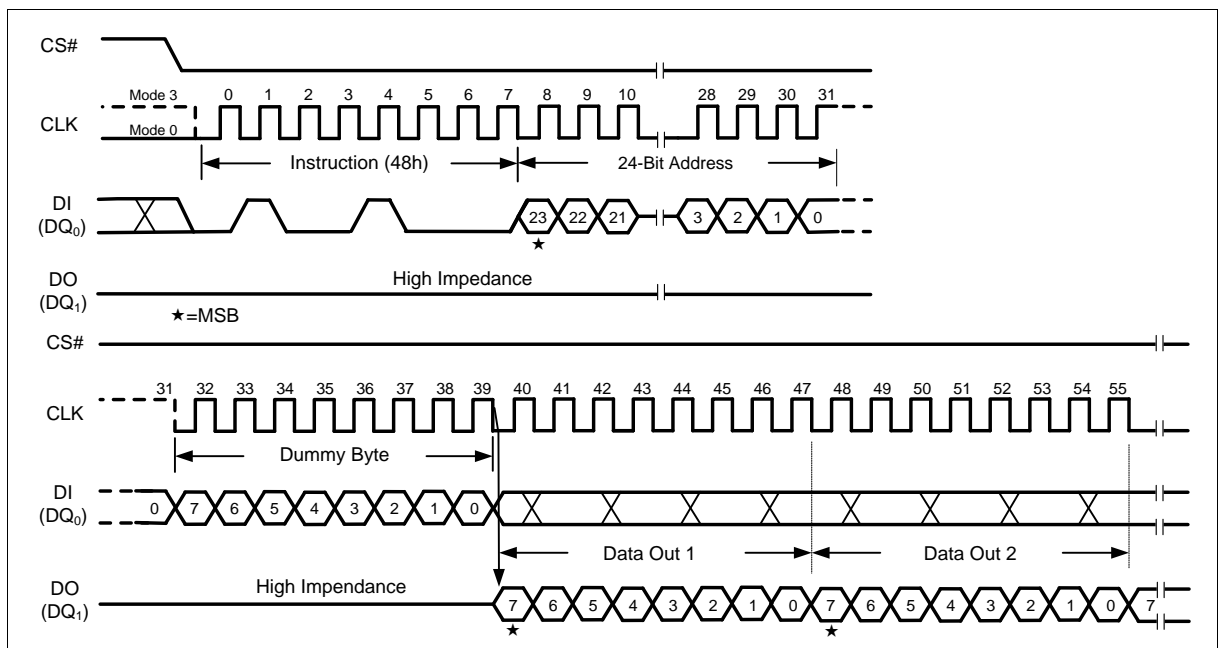 CS#
Mode 3 0 1 2 3 4 5 6 7 8 9 10 28 29 30 31
CLK
Mode 0
Instruction (48h) 24-Bit Address
DI
(DQ0) 23 22 21 3 2 1 0
★
DO High Impedance
(DQ1)
★=MSB
CS#
31 32 33 34 35 36 37 38 39 40 41 42 43 44 45 46 47 48 49 50 51 52 53 54 55
CLK
Dummy Byte
DI
(DQ0) 0 7 6 5 4 3 2 1 0
Data Out 1 Data Out 2
DO High Impendance
(DQ1) 7 6 5 4 3 2 1 0 7 6 5 4 3 2 1 0 7
★ ★